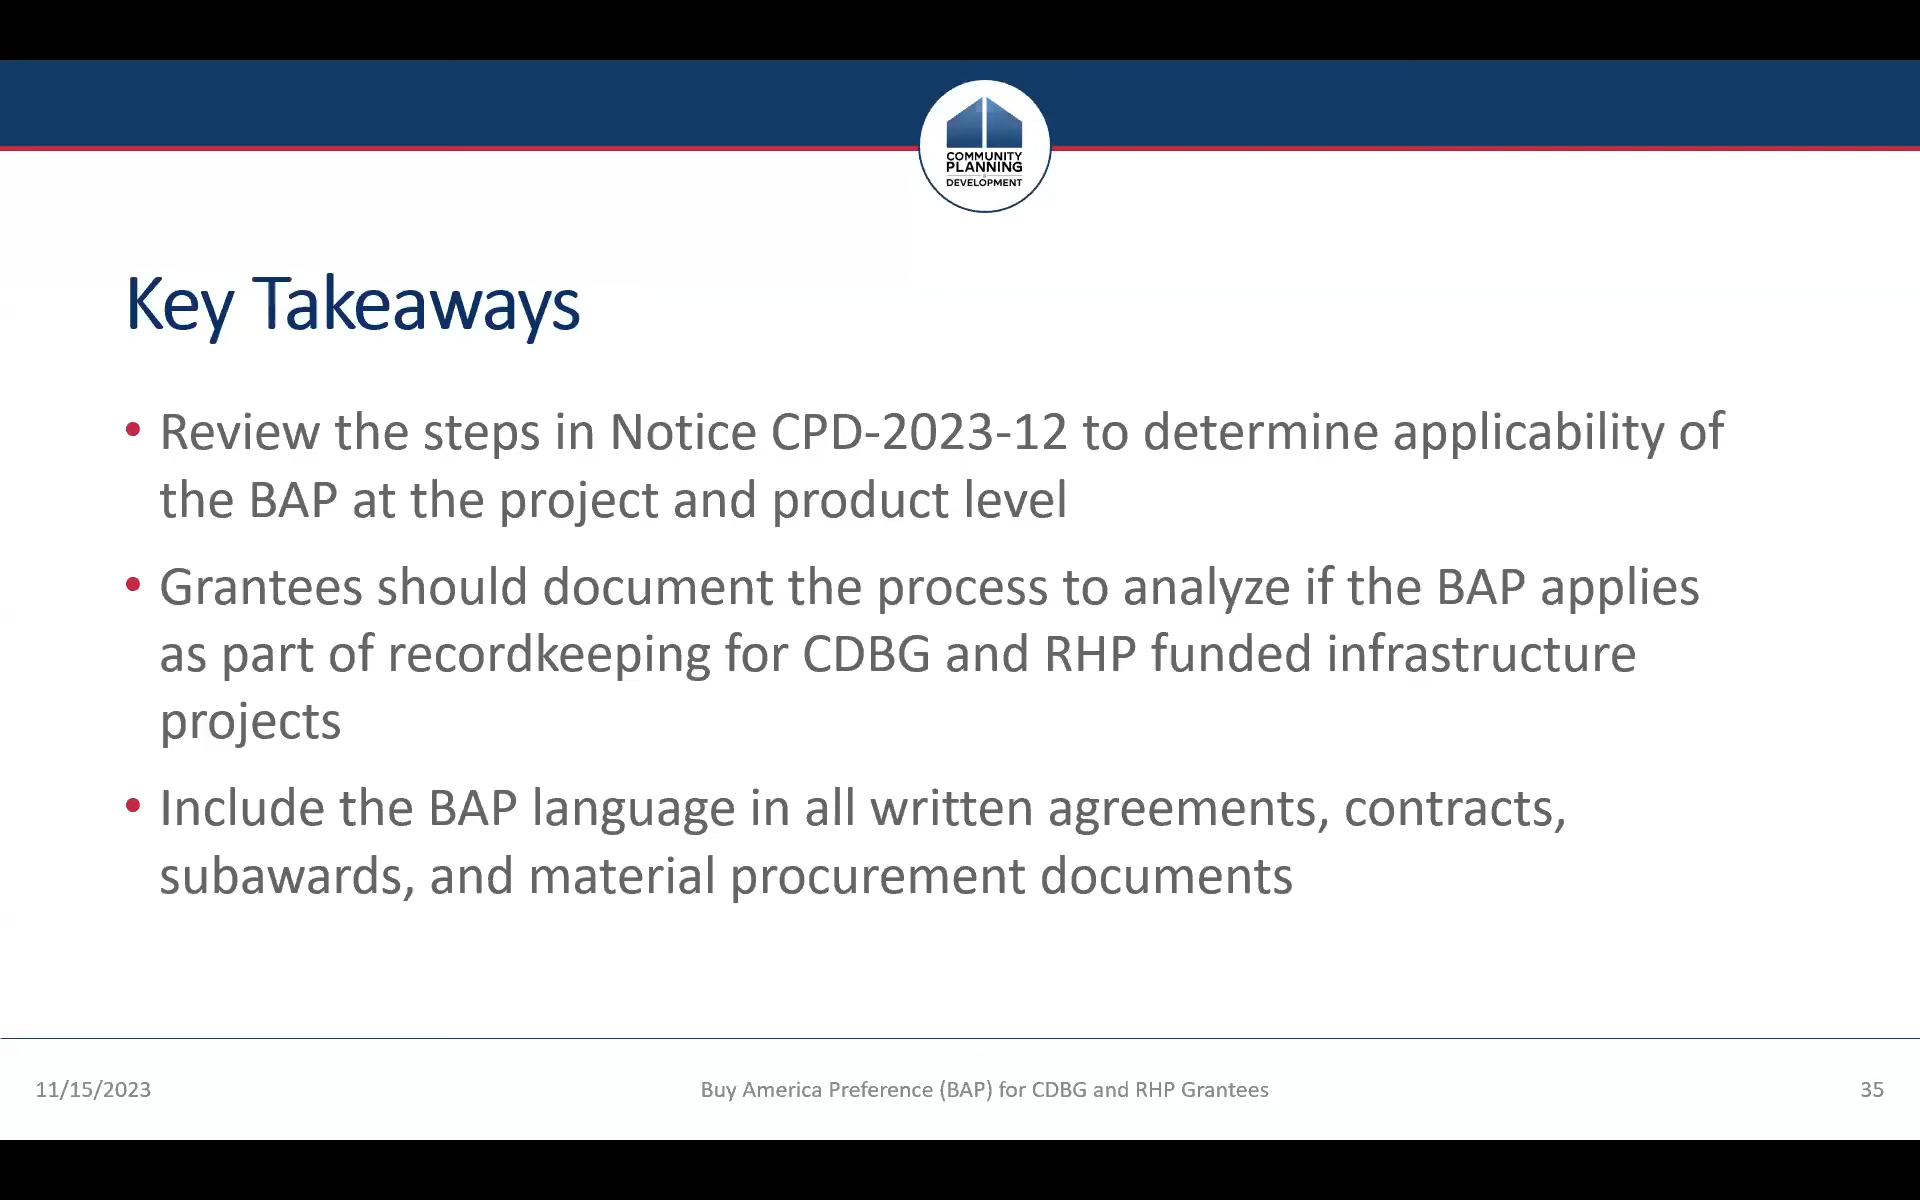 COMMUNITY
PLANNING
DEVELOPMENT
Key Takeaways
• Review the steps in Notice CPD-2023-12 to determine applicability of
the BAP at the project and product level
• Grantees should document the process to analyze if the BAP applies
as part of recordkeeping for CDBG and RHP funded infrastructure
projects
• Include the BAP language in all written agreements, contracts,
subawards, and material procurement documents
11/15/2023
Buy America Preference (BAP) for CDBG and RHP Grantees
35